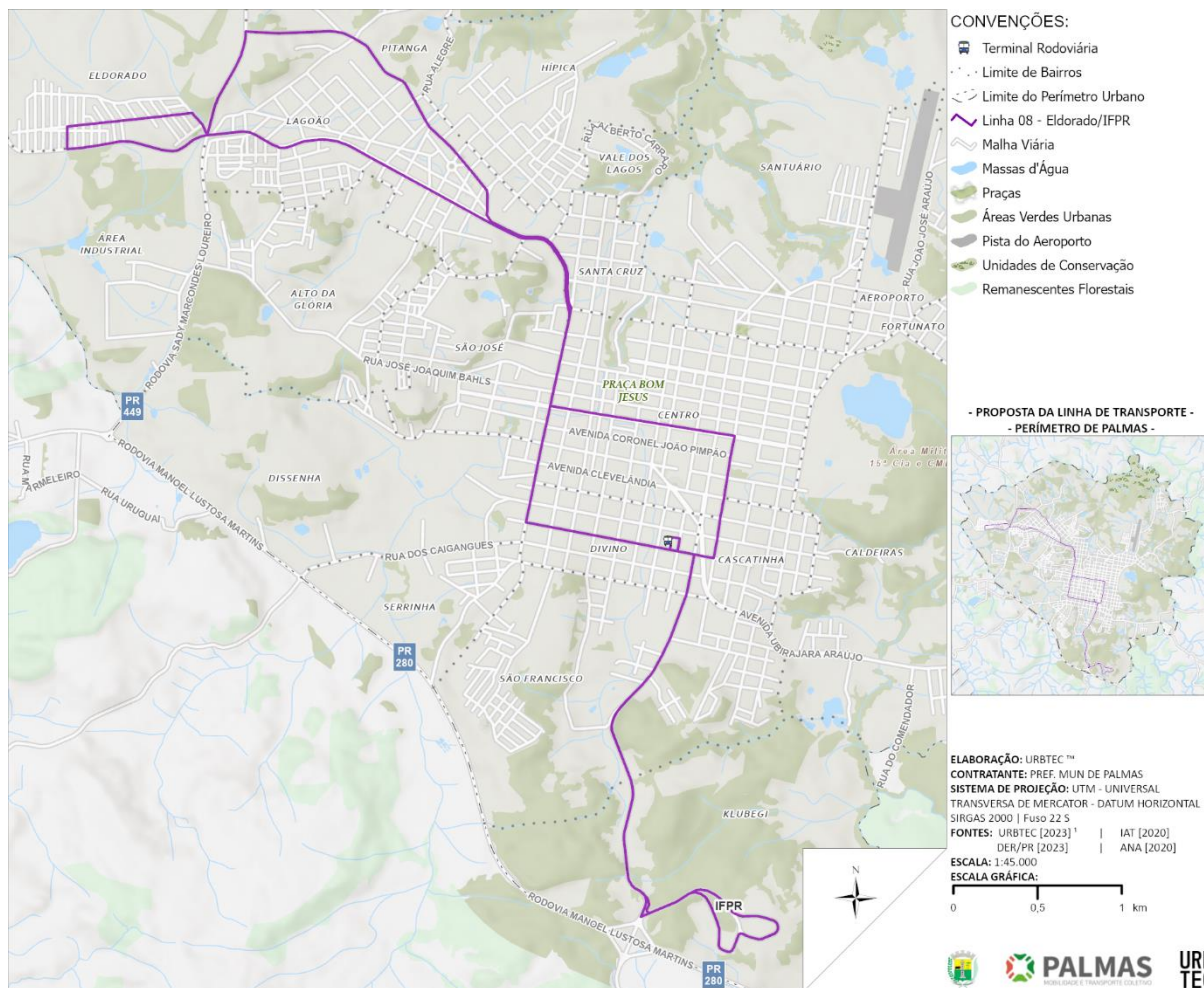 ELDORADO
PITANGA
RUA ALEGRE
HÍPICA
LAGOÃO
RUA ALBERTO CARRARO
VALE DOS
LAGOS
SANTUÁRIO
RUA JOÃO JOSÉ ARAUJO
ÁREA
INDUSTRIAL
RODOVIA SADY MARCONDES LOUREIRO
ALTO DA
GLÓRIA
SANTA CRUZ
AEROPORTO
FORTUNATO
SÃO JOSÉ
RUA JOSÉ JOAQUIM BAHLS
PRAÇA BOM
JESUS
CENTRO
PR
449
AVENIDA CORONEL JOÃO PIMPÃO
RODOVIA MANOEL LUSTOSA MARTINS
RUA URUGUAI
DISSENHA
AVENIDA CLEVELÂNDIA
RUA DOS CAIGANGUES
DIVINO
CASCATINHA
CALDEIRAS
SERRINHA
AVENIDA UBIRAJARA ARAUJO
PR
280
SÃO FRANCISCO
RUA DO COMENDADOR
KLUBEGI
IFPR
RODOVIA MANOEL LUSTOSA MARTINS
PR
280
N
CONVENÇÕES:
Terminal Rodoviária
Limite de Bairros
Limite do Perímetro Urbano
Linha 08 - Eldorado/IFPR
Malha Viária
Massas d'Água
Praças
Áreas Verdes Urbanas
Pista do Aeroporto
Unidades de Conservação
Remanescentes Florestais
- PROPOSTA DA LINHA DE TRANSPORTE -
- PERÍMETRO DE PALMAS -
ELABORAÇÃO: URBTEC ™
CONTRATANTE: PREF. MUN DE PALMAS
SISTEMA DE PROJEÇÃO: UTM - UNIVERSAL
TRANSVERSA DE MERCATOR - DATUM HORIZONTAL
SIRGAS 2000 | Fuso 22 S
FONTES: URBTEC [2023] ¹ | IAT [2020]
DER/PR [2023] | ANA [2020]
ESCALA: 1:45.000
ESCALA GRÁFICA:
0 0,5 1 km
PALMAS
MOBILIDADE E TRANSPORTE COLETIVO